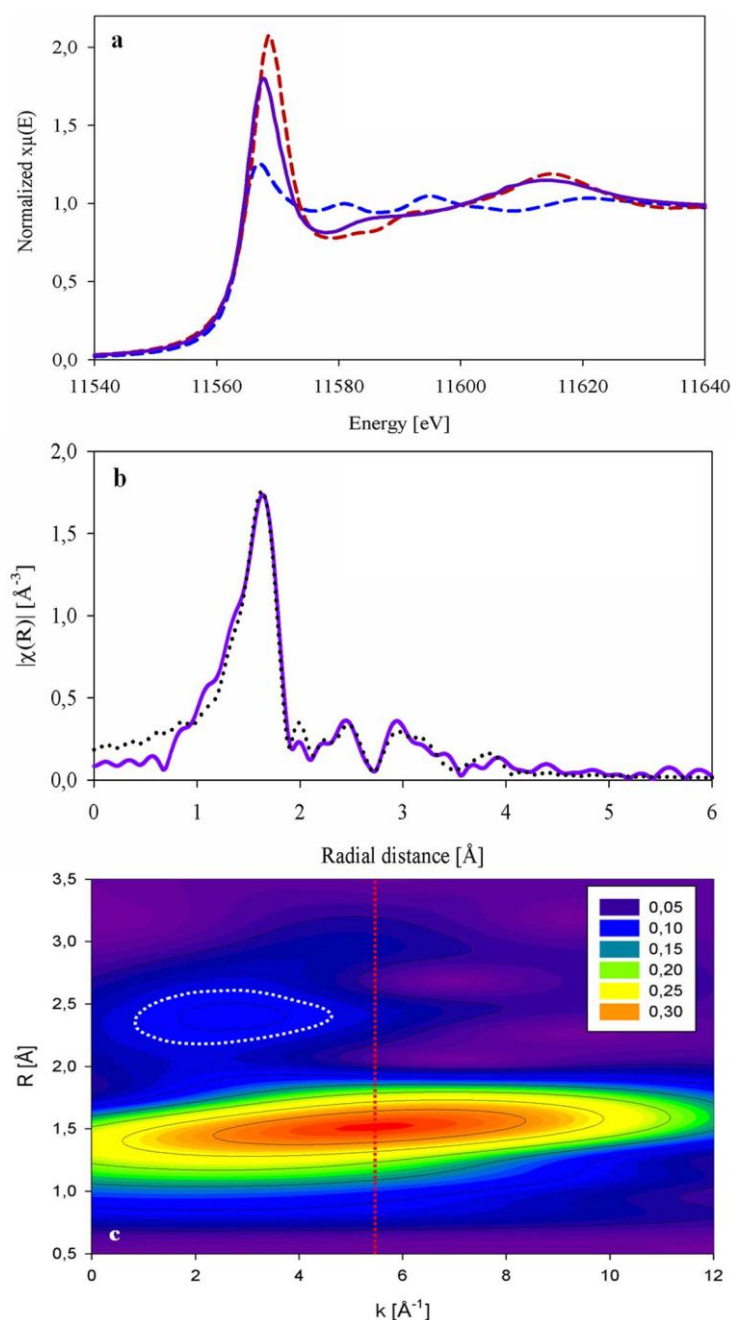 a
2,0
1,5
1,0
0,5
0,0
Normalized xμ(E)
11540 11560 11580 11600 11620 11640
Energy [eV]
b
2,0
1,5
1,0
0,5
0,0
|χ(R)| [Å⁻³]
0 1 2 3 4 5 6
Radial distance [Å]
3,5
3,0
2,5
2,0
1,5
1,0
0,5
R [Å]
0,05
0,10
0,15
0,20
0,25
0,30
c
0 2 4 6 8 10 12
k [Å⁻¹]